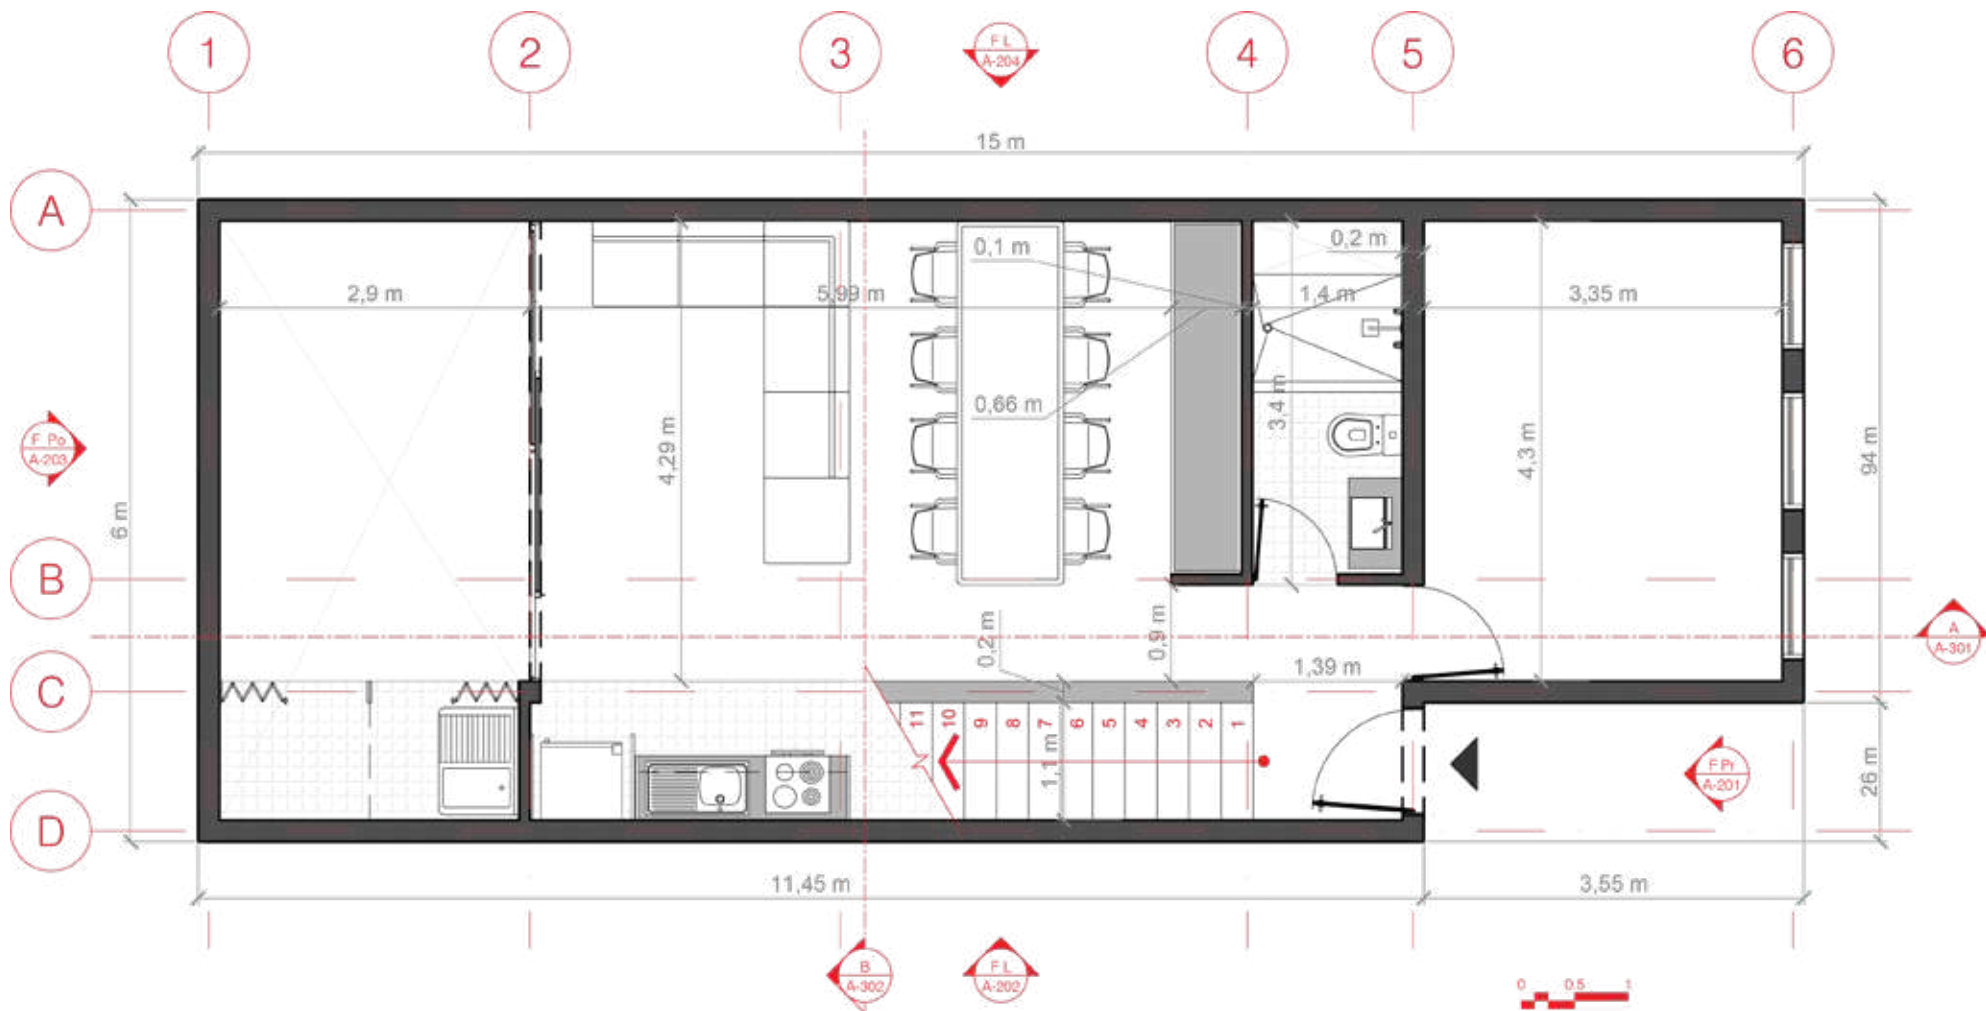 1
2
3
4
5
6
F L
A-204
15 m
A
B
C
D
0,1 m
0,2 m
2,9 m
5,99 m
1,4 m
3,35 m
0,66 m
3,4 m
4,29 m
4,3 m
94 m
6 m
F Po
A-203
0,2 m
0,9 m
1,39 m
A
A-301
11
10
9
8
7
6
5
4
3
2
1
1,1 m
F Pr
A-201
26 m
11,45 m
3,55 m
B
A-302
F L
A-202
0
0.5
1